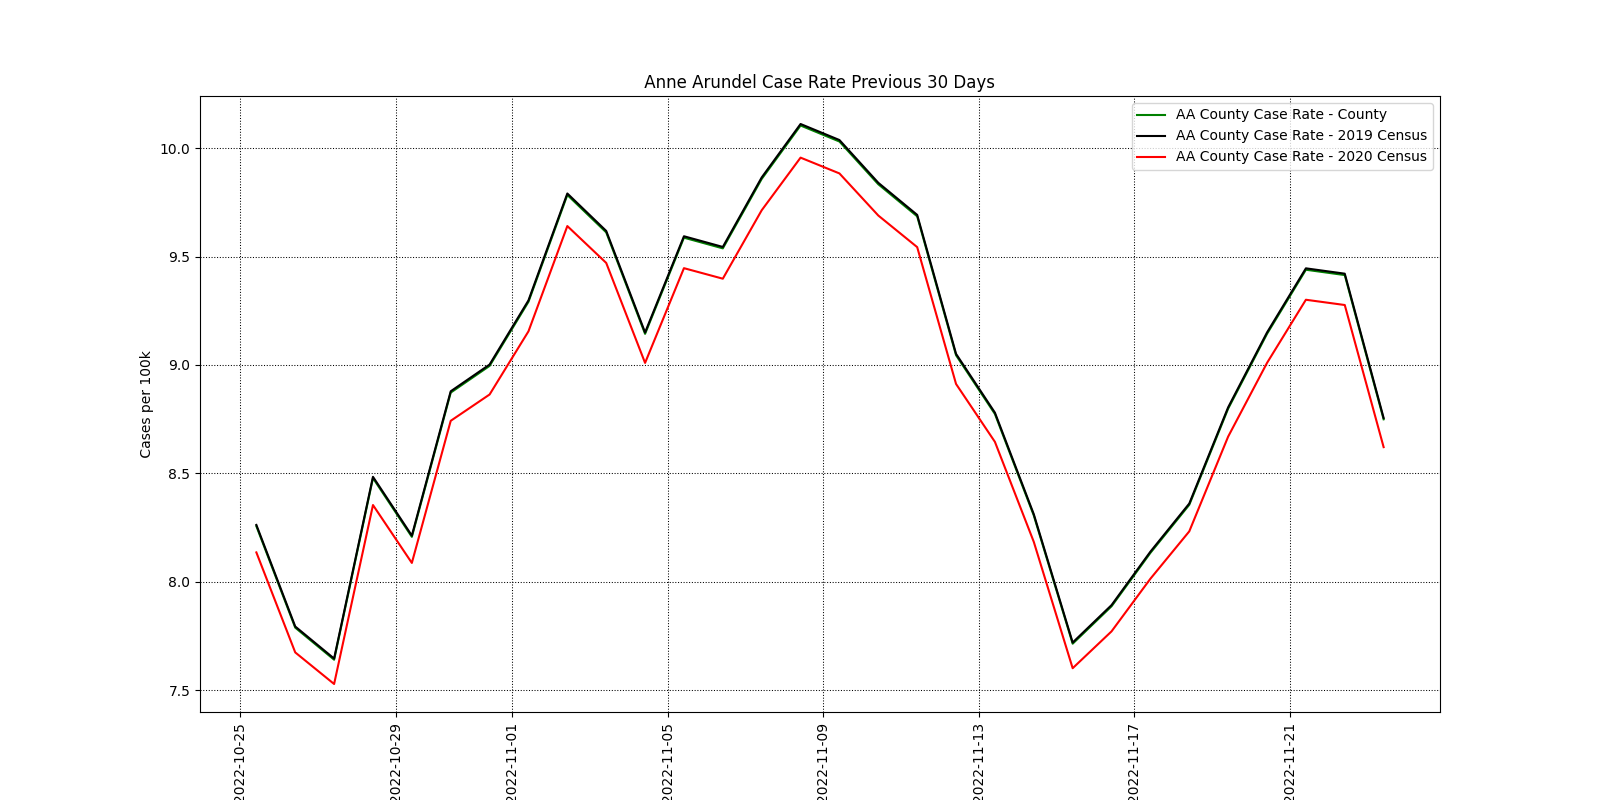 Anne Arundel Case Rate Previous 30 Days
AA County Case Rate - County
AA County Case Rate - 2019 Census
AA County Case Rate - 2020 Census
Cases per 100k
10.0
9.5
9.0
8.5
8.0
7.5
2022-10-25
2022-10-29
2022-11-01
2022-11-05
2022-11-09
2022-11-13
2022-11-17
2022-11-21